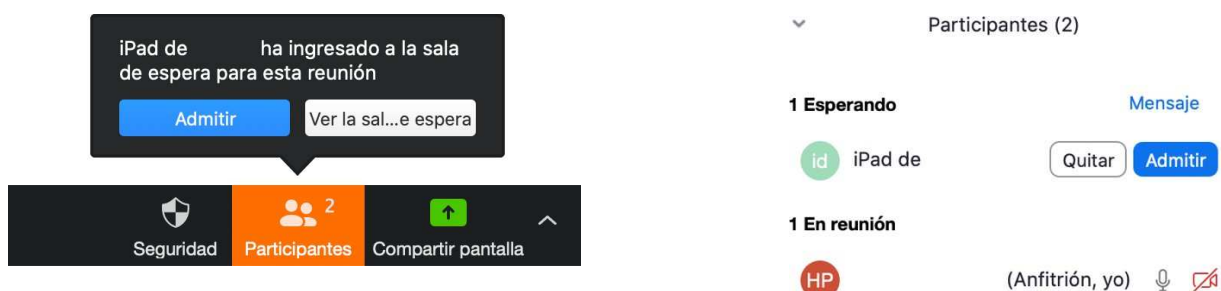 iPad de ha ingresado a la sala
de espera para esta reunión
Admitir Ver la sal...e espera
2
Seguridad Participantes Compartir pantalla
Participantes (2)
1 Esperando Mensaje
id iPad de Quitar Admitir
1 En reunión
HP (Anfitrión, yo)